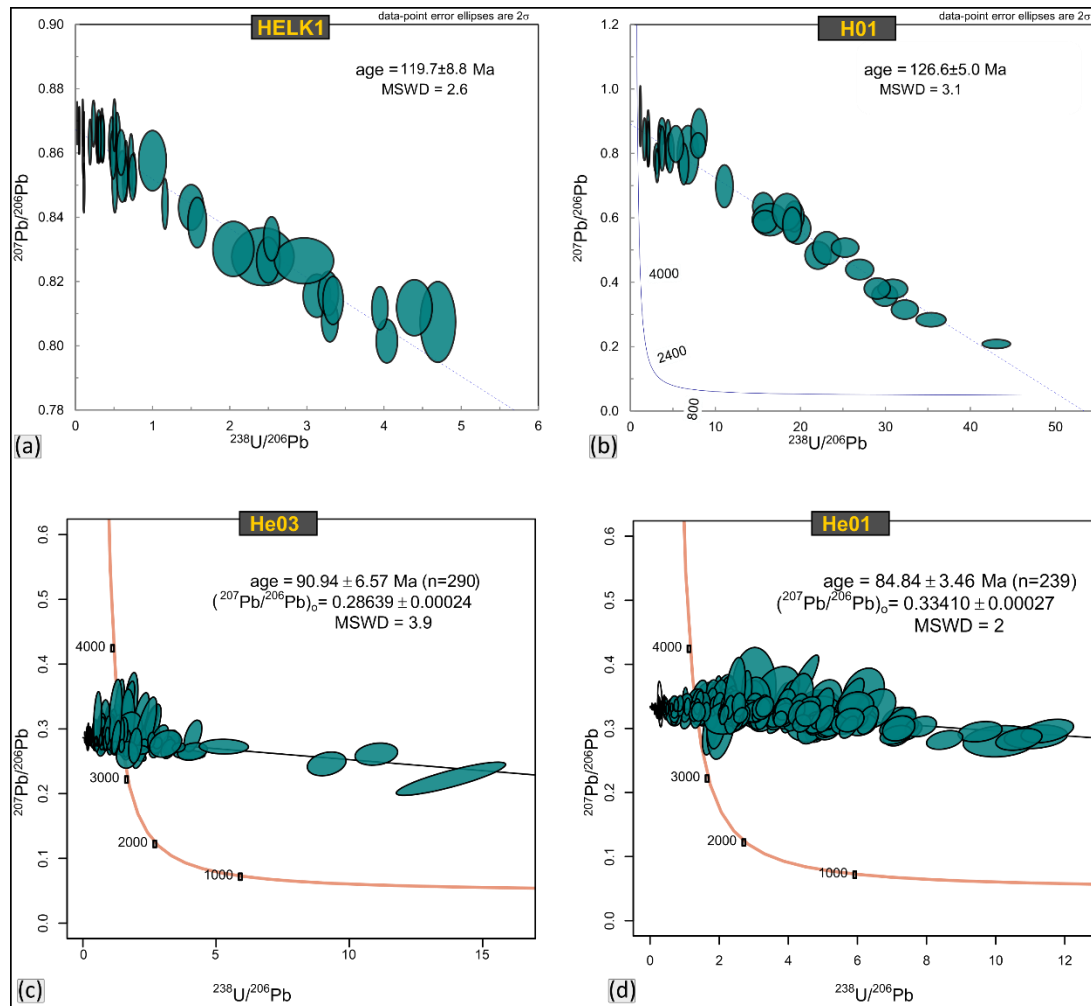 data-point error ellipses are 2σ
HELK1
age = 119.7±8.8 Ma
MSWD = 2.6
0.90
0.88
0.86
0.84
0.82
0.80
0.78
0
1
2
3
4
5
6
²⁰⁷Pb/²⁰⁶Pb
²³⁸U/²⁰⁶Pb
(a)
data-point error ellipses are 2σ
H01
age = 126.6±5.0 Ma
MSWD = 3.1
1.2
1.0
0.8
0.6
0.4
0.2
0.0
4000
2400
800
0
10
20
30
40
50
²⁰⁷Pb/²⁰⁶Pb
²³⁸U/²⁰⁶Pb
(b)
He03
age = 90.94 ± 6.57 Ma (n=290)
(²⁰⁷Pb/²⁰⁶Pb)ₒ= 0.28639 ± 0.00024
MSWD = 3.9
0.6
0.5
0.4
0.3
0.2
0.1
0.0
4000
3000
2000
1000
0
5
10
15
²⁰⁷Pb/²⁰⁶Pb
²³⁸U/²⁰⁶Pb
(c)
He01
age = 84.84 ± 3.46 Ma (n=239)
(²⁰⁷Pb/²⁰⁶Pb)ₒ= 0.33410 ± 0.00027
MSWD = 2
0.6
0.5
0.4
0.3
0.2
0.1
0.0
4000
3000
2000
1000
0
2
4
6
8
10
12
²⁰⁷Pb/²⁰⁶Pb
²³⁸U/²⁰⁶Pb
(d)